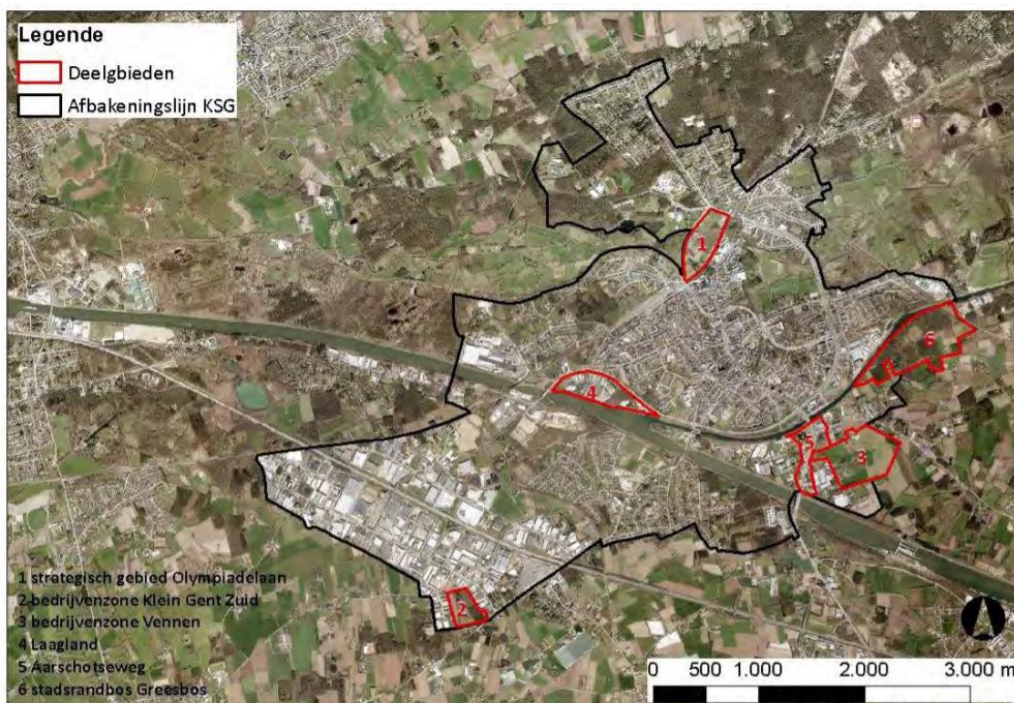 Legende
Deelgbieden
Afbakeningslijn KSG
1
6
4
5
3
2
1 strategisch gebied Olympiadelaan
2 bedrijvenzone Klein Gent Zuid
3 bedrijvenzone Vennen
4 Laagland
5 Aarschotseweg
6 stadsrandbos Greesbos
0 500 1.000 2.000 3.000 m